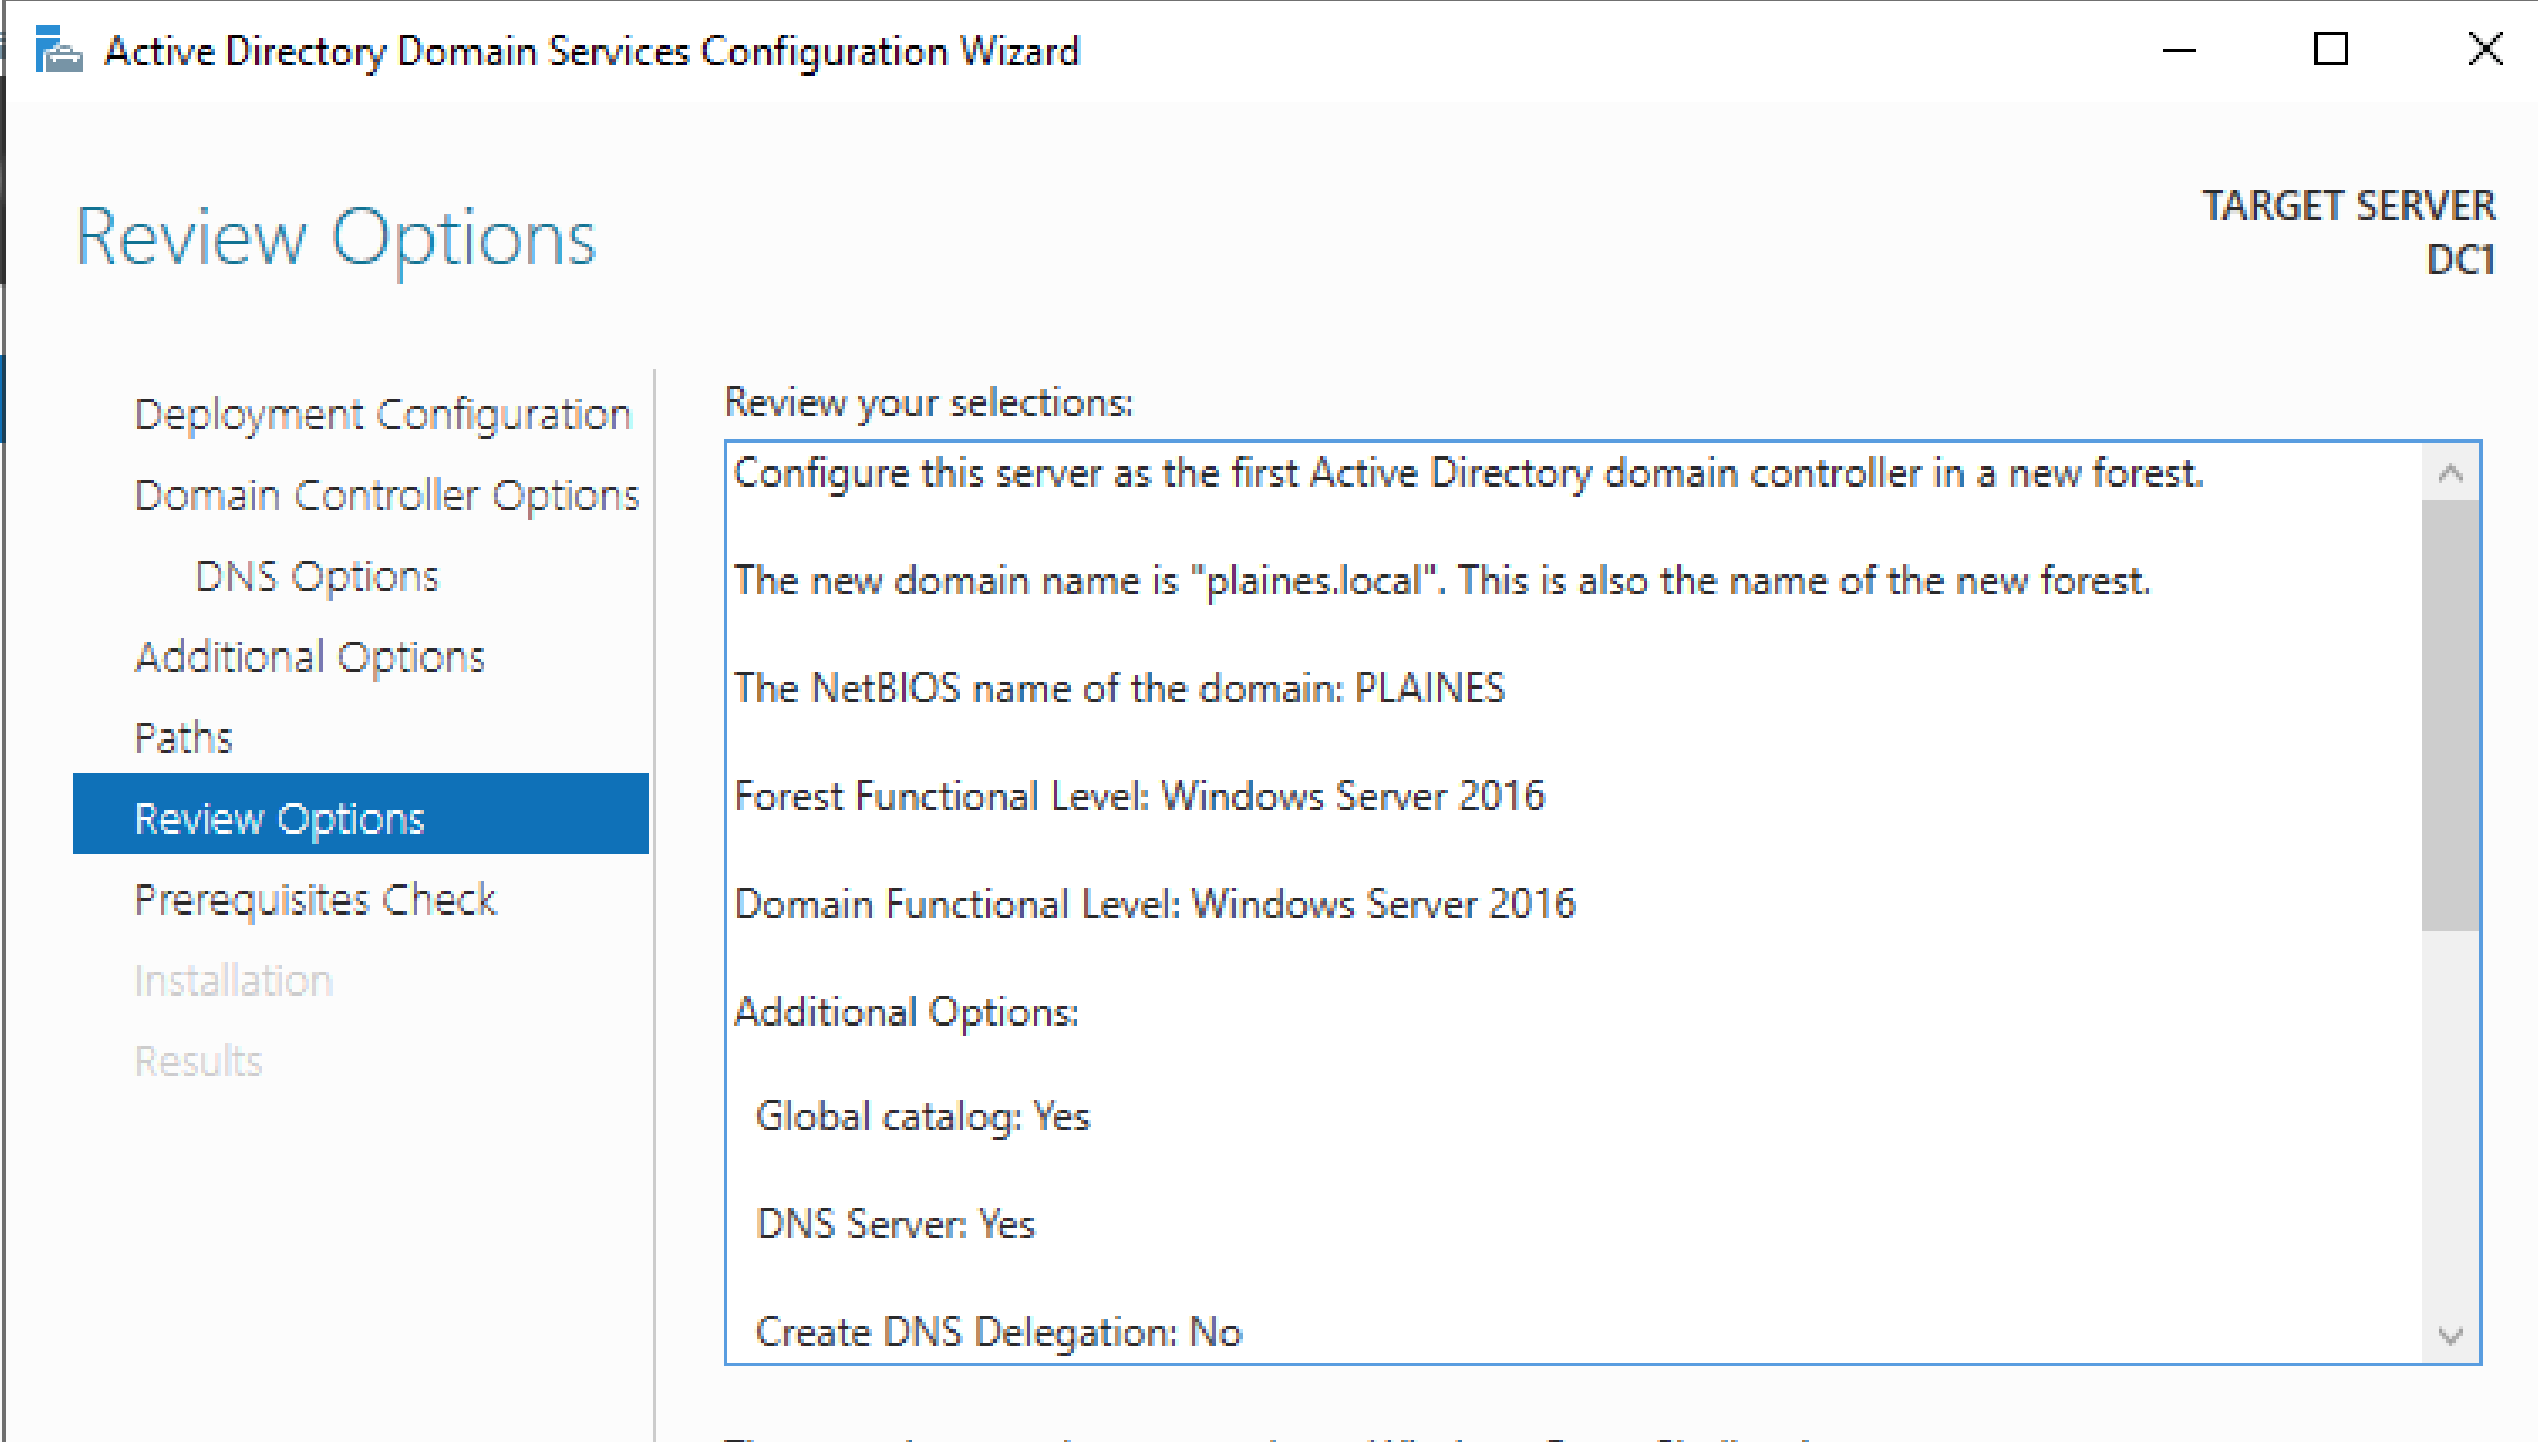 Active Directory Domain Services Configuration Wizard
Review Options
TARGET SERVER
DC1
Deployment Configuration
Domain Controller Options
DNS Options
Additional Options
Paths
Review Options
Prerequisites Check
Installation
Results
Review your selections:
Configure this server as the first Active Directory domain controller in a new forest.
The new domain name is "plaines.local". This is also the name of the new forest.
The NetBIOS name of the domain: PLAINES
Forest Functional Level: Windows Server 2016
Domain Functional Level: Windows Server 2016
Additional Options:
Global catalog: Yes
DNS Server: Yes
Create DNS Delegation: No